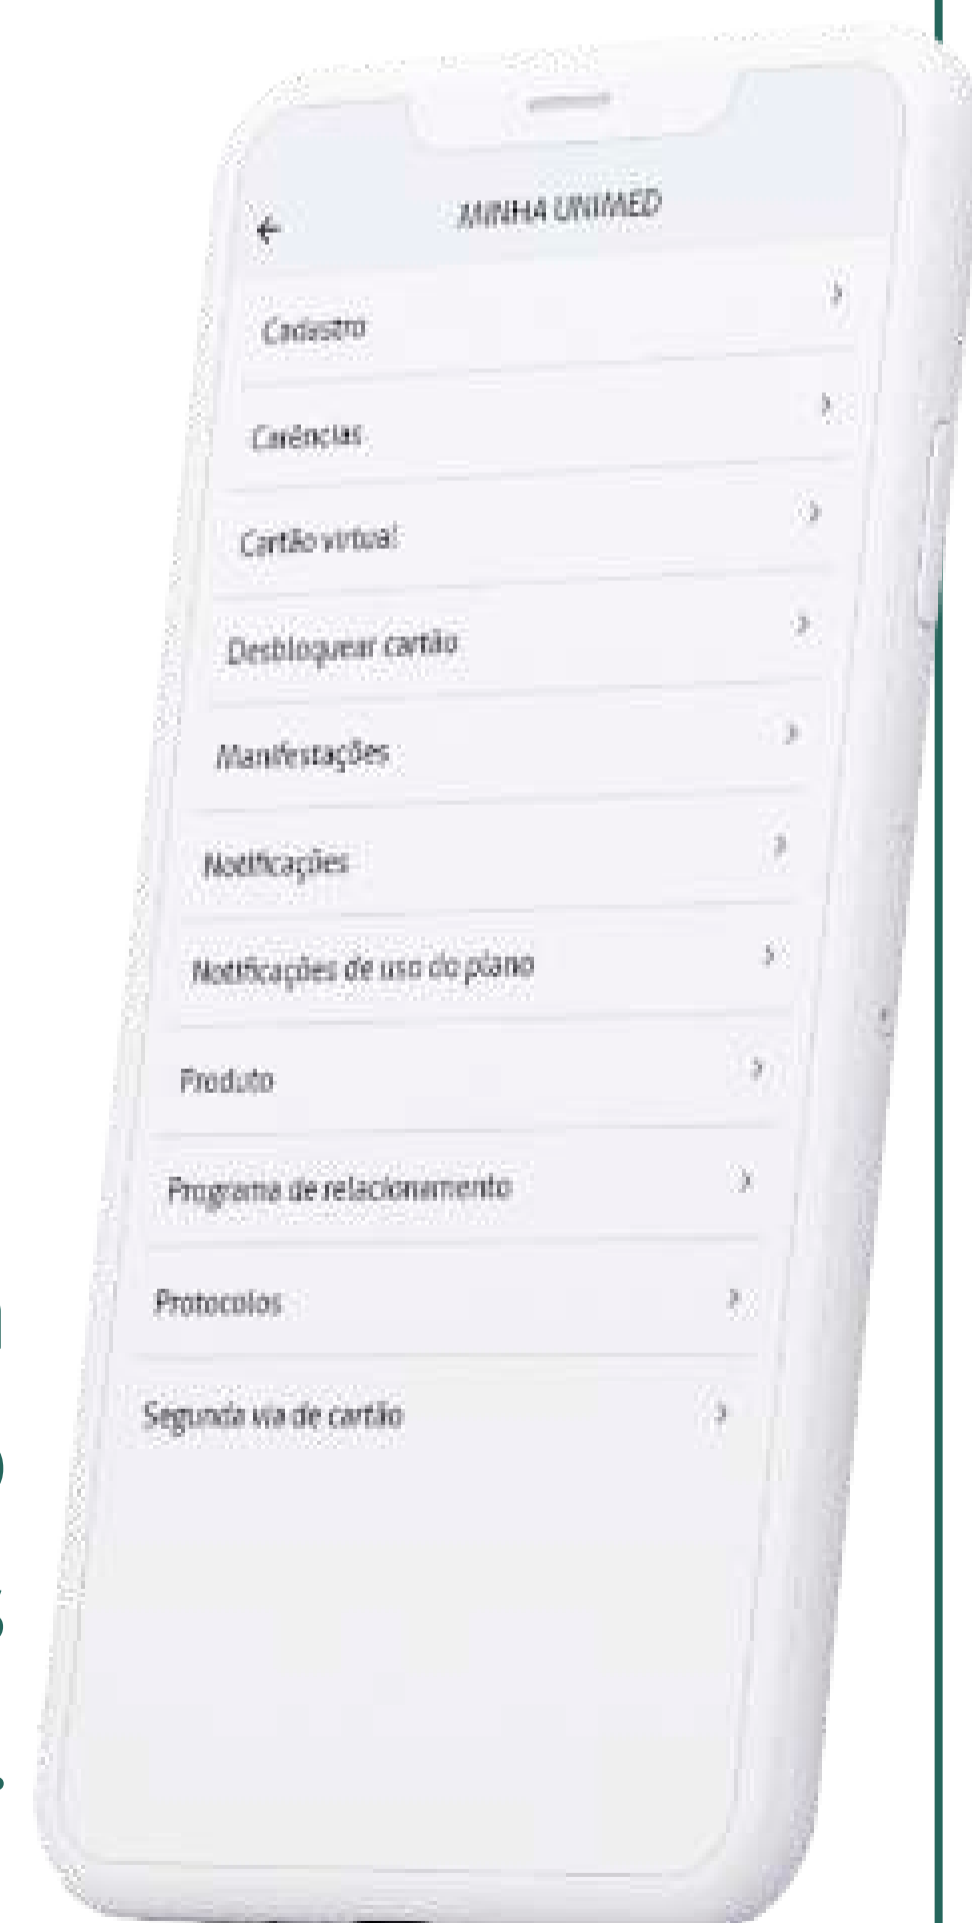 MINHA UNIMED
Cadastro
Carências
Cartão virtual
Desbloquear cartão
Manifestações
Notificações
Notificações de uso do plano
Produto
Programa de relacionamento
Protocolos
Segunda via de cartão